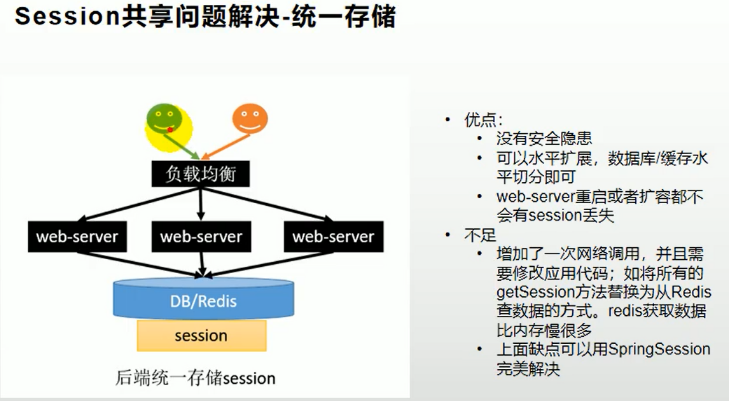 Session共享问题解决-统一存储
负载均衡
web-server
web-server
web-server
DB/Redis
session
后端统一存储session
• 优点：
• 没有安全隐患
• 可以水平扩展，数据库/缓存水
平切分即可
• web-server重启或者扩容都不
会有session丢失
• 不足
• 增加了一次网络调用，并且需
要修改应用代码；如将所有的
getSession方法替换为从Redis
查数据的方式。redis获取数据
比内存慢很多
• 上面缺点可以用SpringSession
完美解决